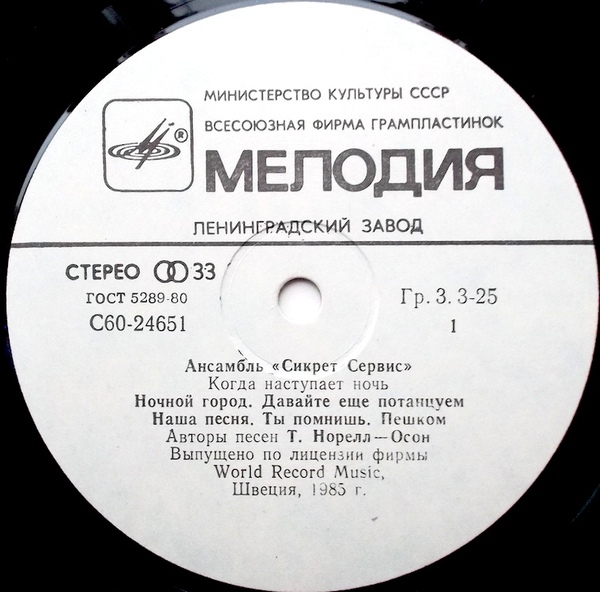 МИНИСТЕРСТВО КУЛЬТУРЫ СССР
ВСЕСОЮЗНАЯ ФИРМА ГРАМПЛАСТИНОК
®
МЕЛОДИЯ
ЛЕНИНГРАДСКИЙ ЗАВОД
СТЕРЕО 33
ГОСТ 5289-80
Гр. 3. 3-25
С60-24651
1
Ансамбль «Сикрет Сервис»
Когда наступает ночь
Ночной город. Давайте еще потанцуем
Наша песня. Ты помнишь. Пешком
Авторы песен Т. Норелл—Осон
Выпущено по лицензии фирмы
World Record Music,
Швеция, 1985 г.